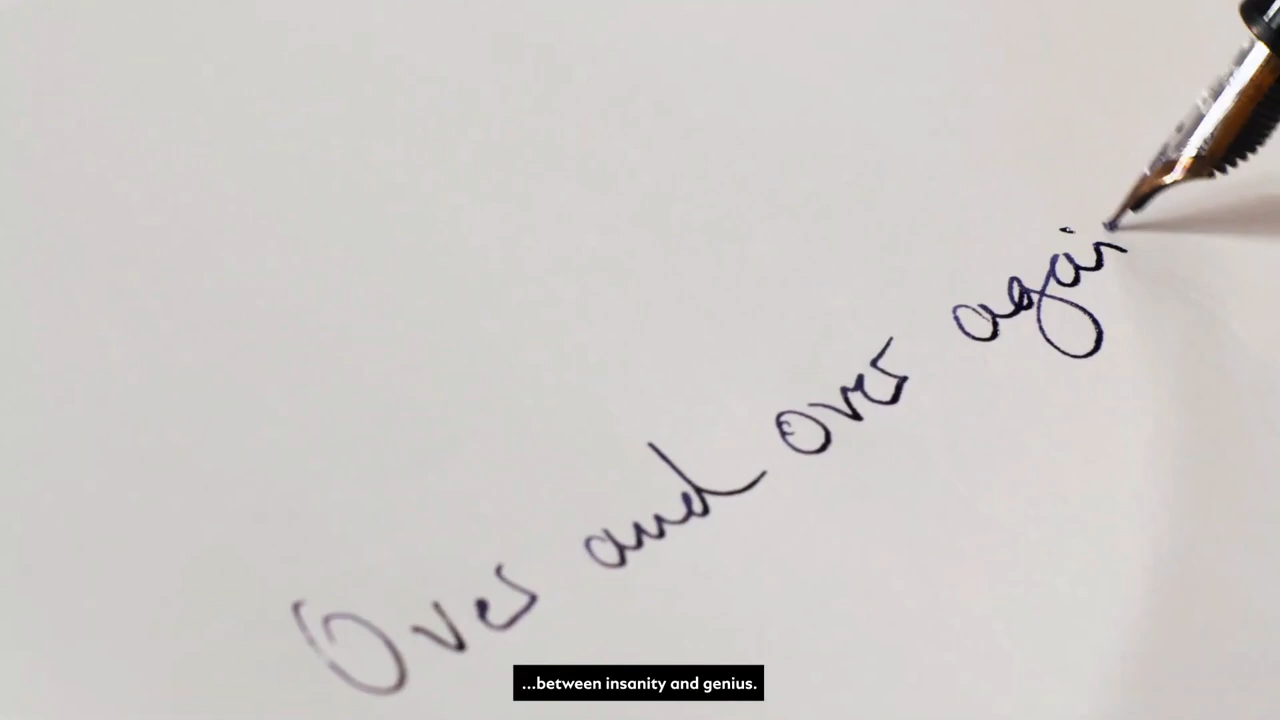 Over and over agai
...between insanity and genius.